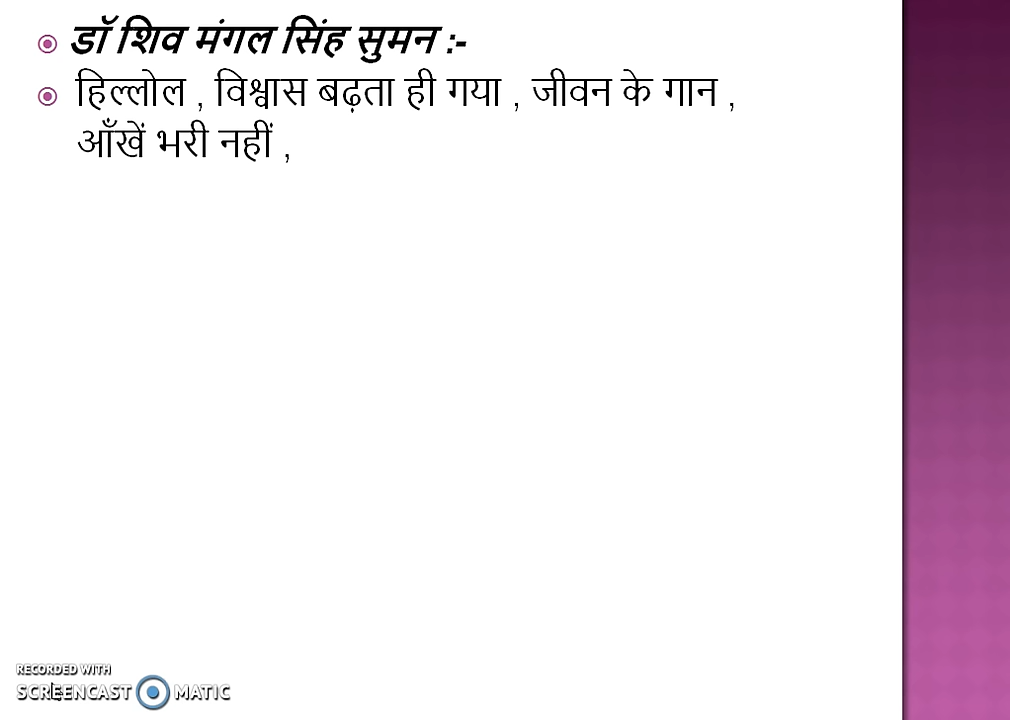 डॉ शिव मंगल सिंह सुमन :-
हिल्लोल , विश्वास बढ़ता ही गया , जीवन के गान ,
आँखें भरी नहीं ,
RECORDED WITH
SCREENCAST MATIC